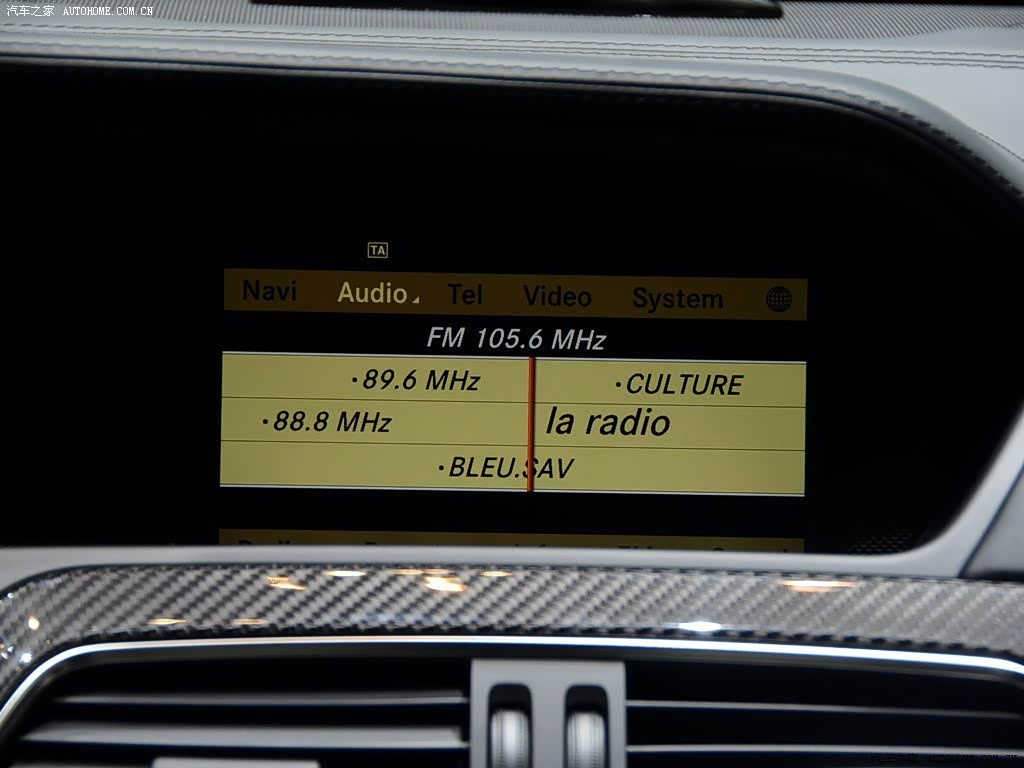 汽车之家 AUTOHOME.COM.CN
TA
Navi Audio Tel Video System
FM 105.6 MHz
·89.6 MHz ·CULTURE
·88.8 MHz la radio
·BLEU.SAV